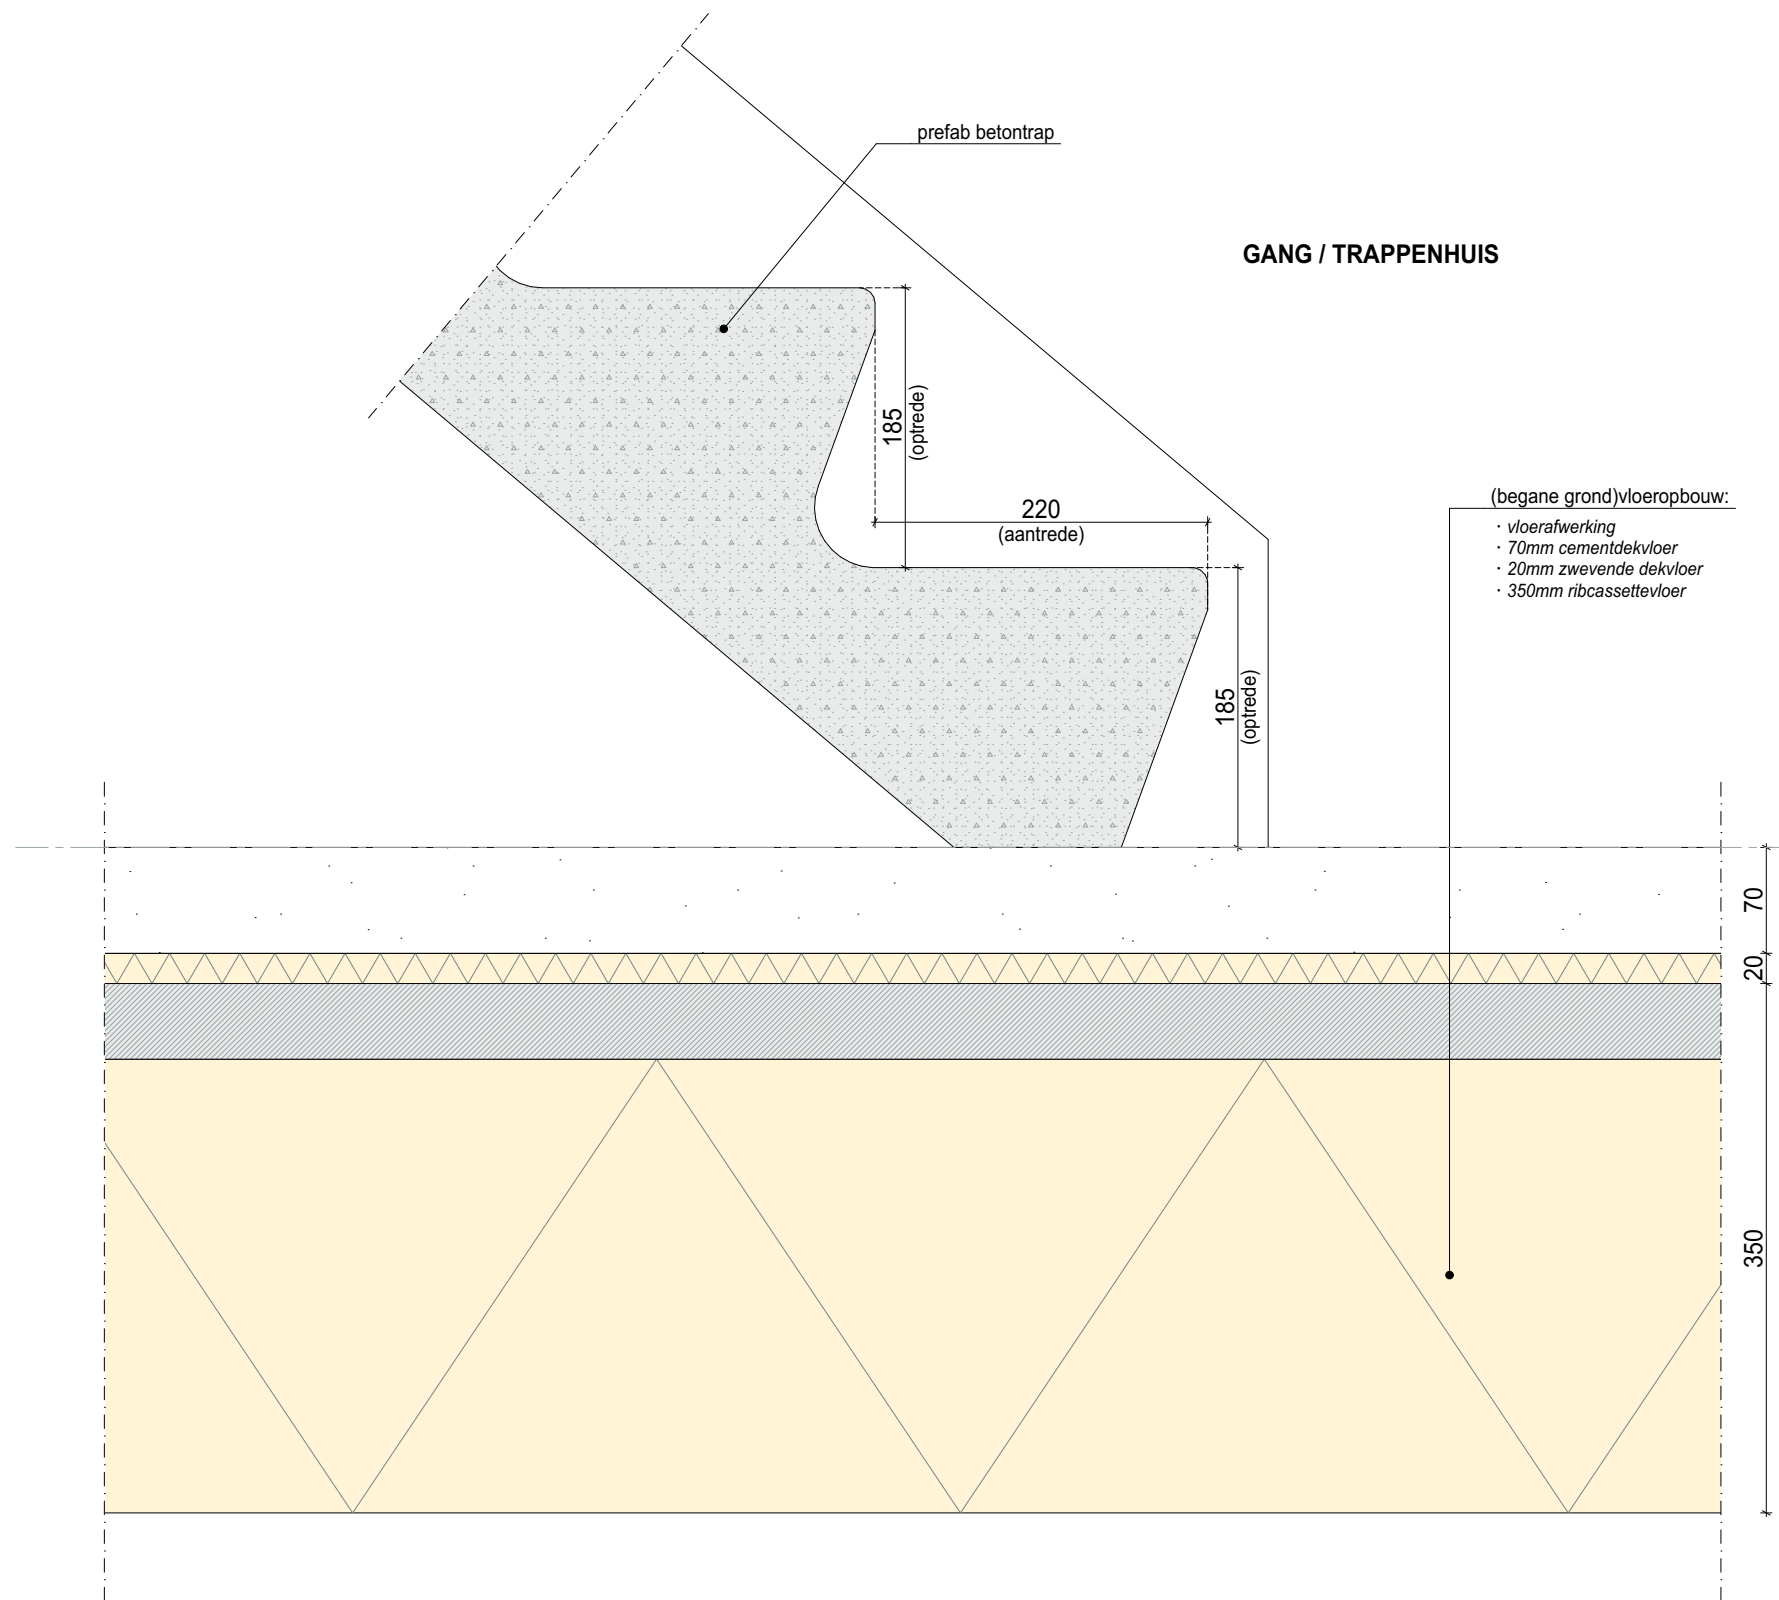 prefab betontrap
GANG / TRAPPENHUIS
185
(optrede)
220
(aantrede)
(begane grond)vloeropbouw:
· vloerafwerking
· 70mm cementdekvloer
· 20mm zwevende dekvloer
· 350mm ribcassettevloer
185
(optrede)
70
20
350